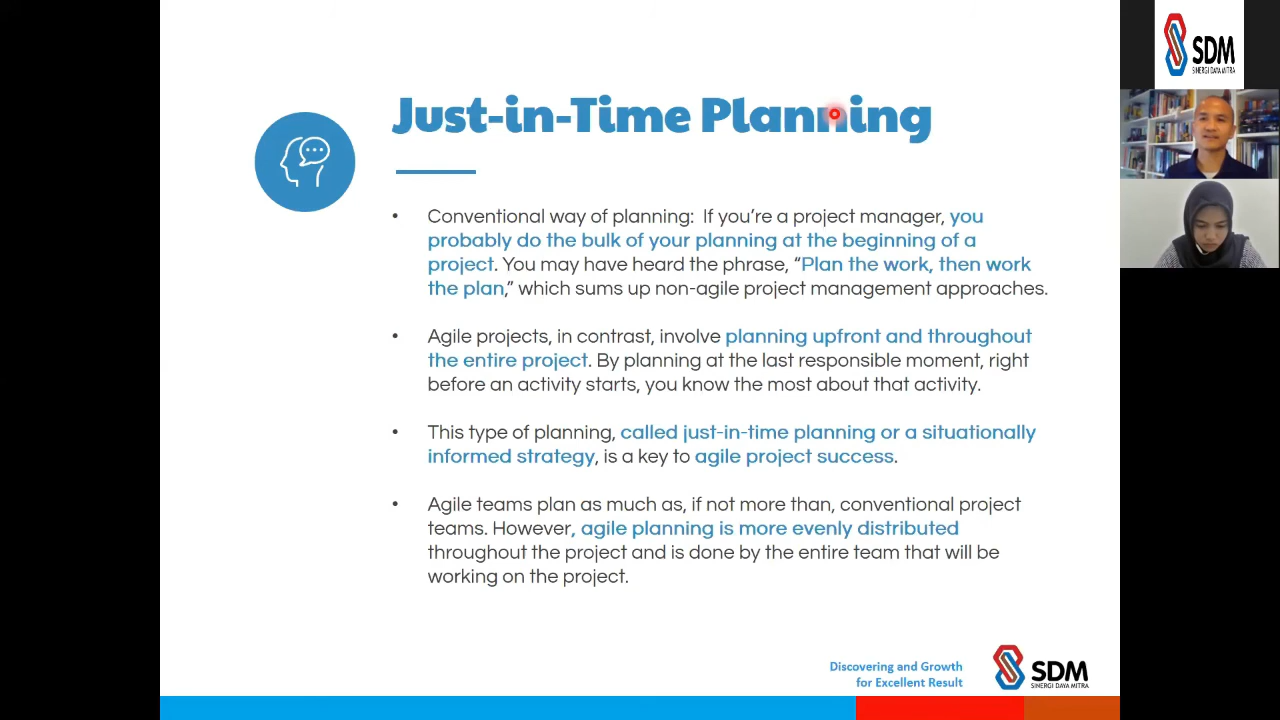 Just-in-Time Planning
• Conventional way of planning: If you’re a project manager, you
probably do the bulk of your planning at the beginning of a
project. You may have heard the phrase, “Plan the work, then work
the plan,” which sums up non-agile project management approaches.
• Agile projects, in contrast, involve planning upfront and throughout
the entire project. By planning at the last responsible moment, right
before an activity starts, you know the most about that activity.
• This type of planning, called just-in-time planning or a situationally
informed strategy, is a key to agile project success.
• Agile teams plan as much as, if not more than, conventional project
teams. However, agile planning is more evenly distributed
throughout the project and is done by the entire team that will be
working on the project.
Discovering and Growth
for Excellent Result
SDM
SINERGI DAYA MITRA
SDM
SINERGI DAYA MITRA